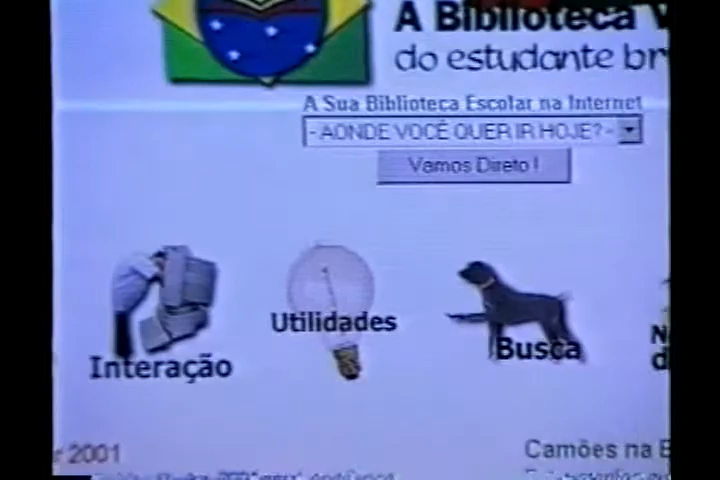 A Biblioteca V
do estudante br
A Sua Biblioteca Escolar na Internet
- AONDE VOCÊ QUER IR HOJE? -
Vamos Direto !
Utilidades
Busca
Interação
r 2001
Camões na E